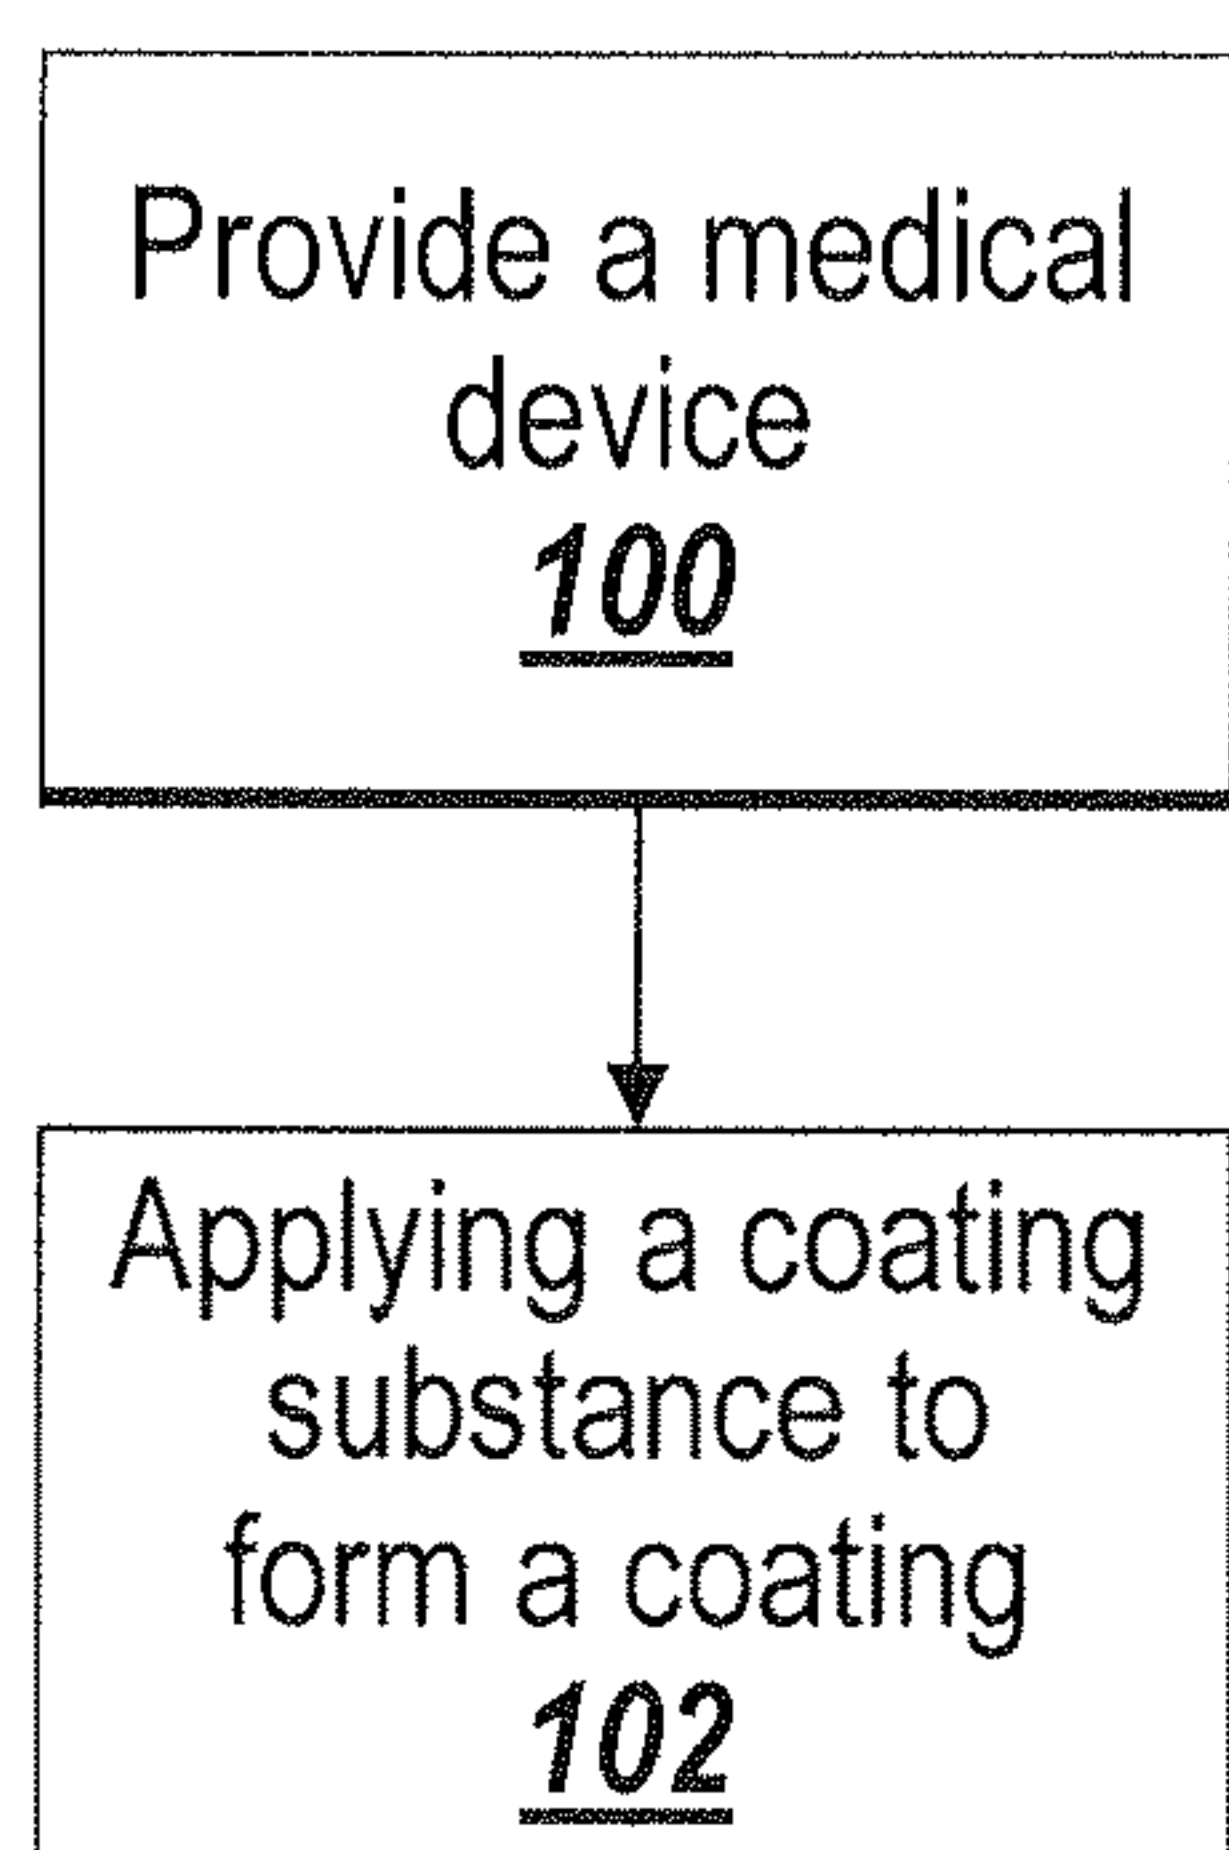 Provide a medical
device
100
Applying a coating
substance to
form a coating
102